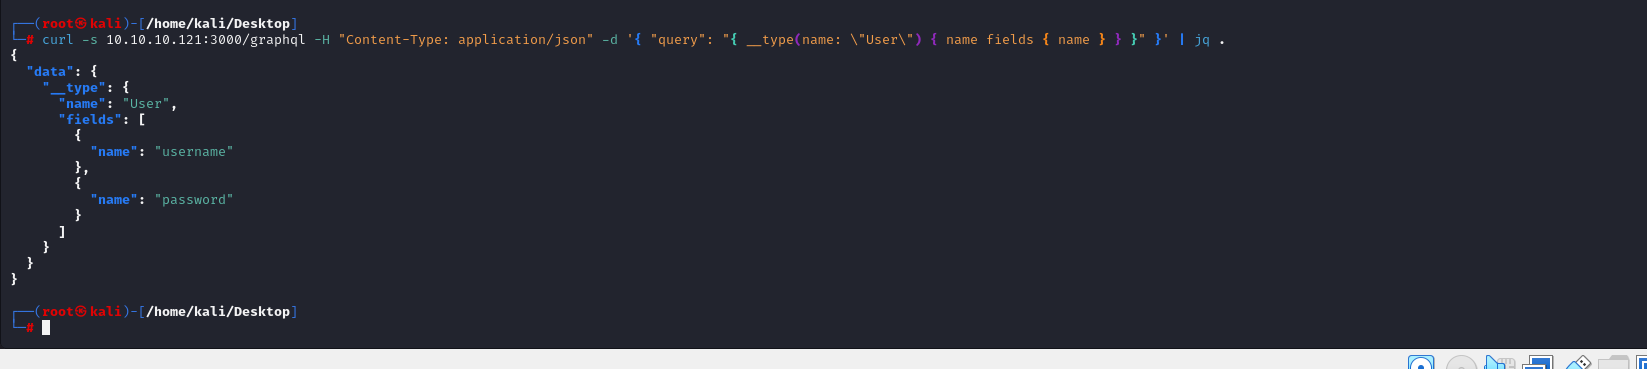 ┌──(root㉿kali)-[/home/kali/Desktop]
└─# curl -s 10.10.10.121:3000/graphql -H "Content-Type: application/json" -d '{ "query": "{ __type(name: \"User\") { name fields { name } } }" }' | jq .
{
  "data": {
    "__type": {
      "name": "User",
      "fields": [
        {
          "name": "username"
        },
        {
          "name": "password"
        }
      ]
    }
  }
}
┌──(root㉿kali)-[/home/kali/Desktop]
└─#